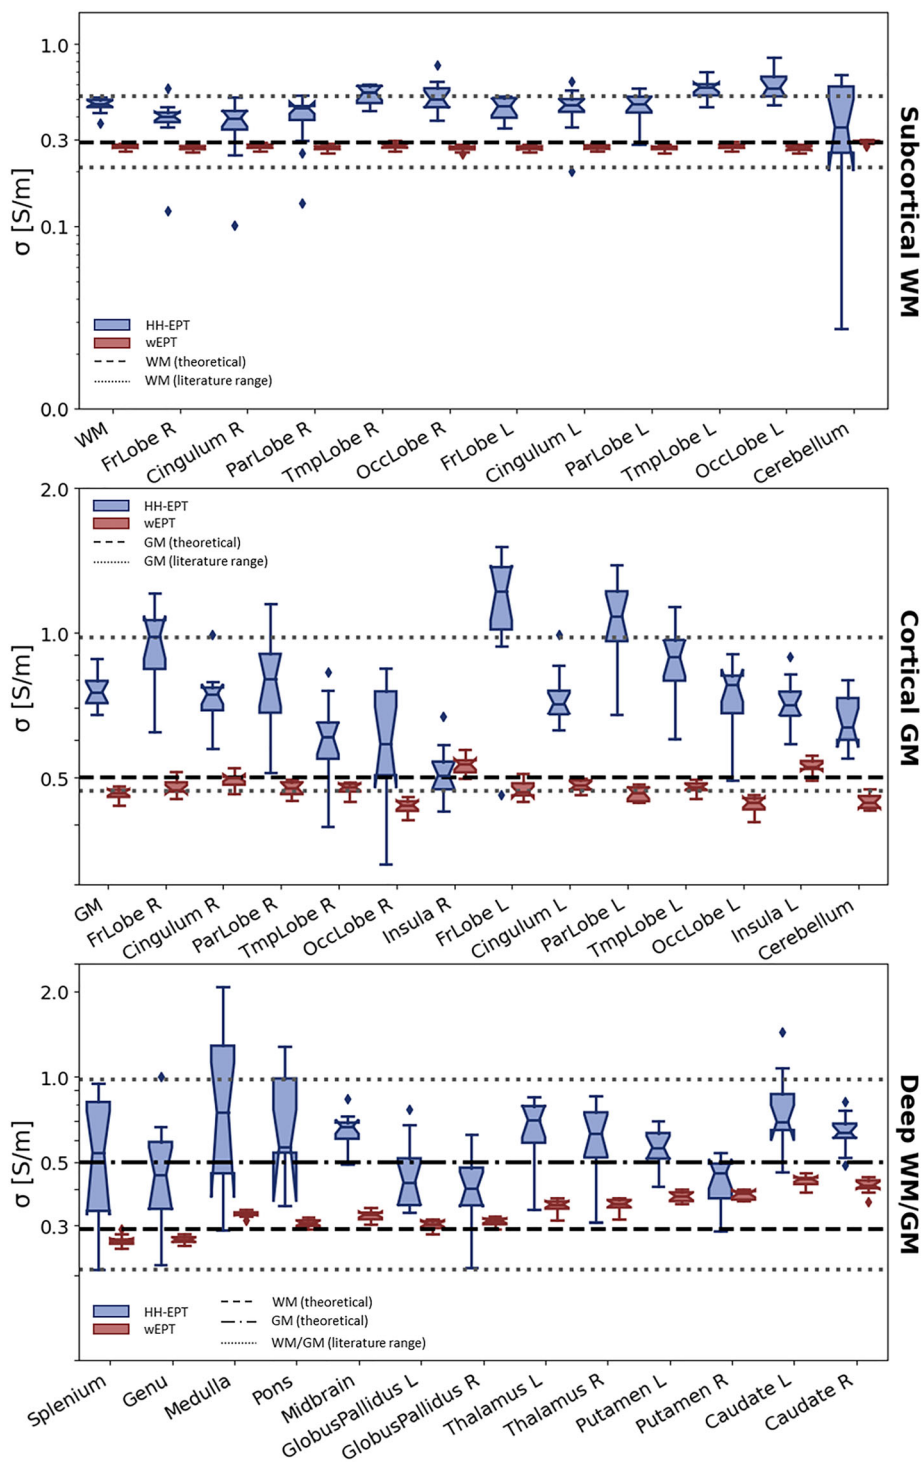 1.0
0.3
0.1
0.0
σ [S/m]
Subcortical WM
HH-EPT
wEPT
WM (theoretical)
WM (literature range)
WM
FrLobe R
Cingulum R
ParLobe R
TmpLobe R
OccLobe R
FrLobe L
Cingulum L
ParLobe L
TmpLobe L
OccLobe L
Cerebellum
2.0
1.0
0.5
σ [S/m]
Cortical GM
HH-EPT
wEPT
GM (theoretical)
GM (literature range)
GM
FrLobe R
Cingulum R
ParLobe R
TmpLobe R
OccLobe R
Insula R
FrLobe L
Cingulum L
ParLobe L
TmpLobe L
OccLobe L
Insula L
Cerebellum
2.0
1.0
0.5
0.3
σ [S/m]
Deep WM/GM
HH-EPT
wEPT
WM (theoretical)
GM (theoretical)
WM/GM (literature range)
Splenium
Genu
Medulla
Pons
Midbrain
GlobusPallidus L
GlobusPallidus R
Thalamus L
Thalamus R
Putamen L
Putamen R
Caudate L
Caudate R